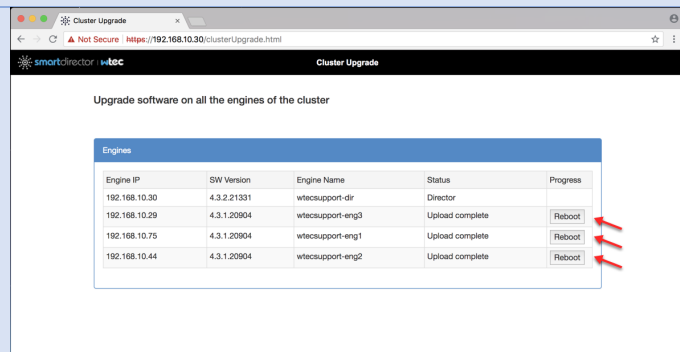 Cluster Upgrade
Not Secure https://192.168.10.30/clusterUpgrade.html
smartdirector wtec Cluster Upgrade
Upgrade software on all the engines of the cluster
Engines
Engine IP SW Version Engine Name Status Progress
192.168.10.30 4.3.2.21331 wtecsupport-dir Director
192.168.10.29 4.3.1.20904 wtecsupport-eng3 Upload complete Reboot
192.168.10.75 4.3.1.20904 wtecsupport-eng1 Upload complete Reboot
192.168.10.44 4.3.1.20904 wtecsupport-eng2 Upload complete Reboot